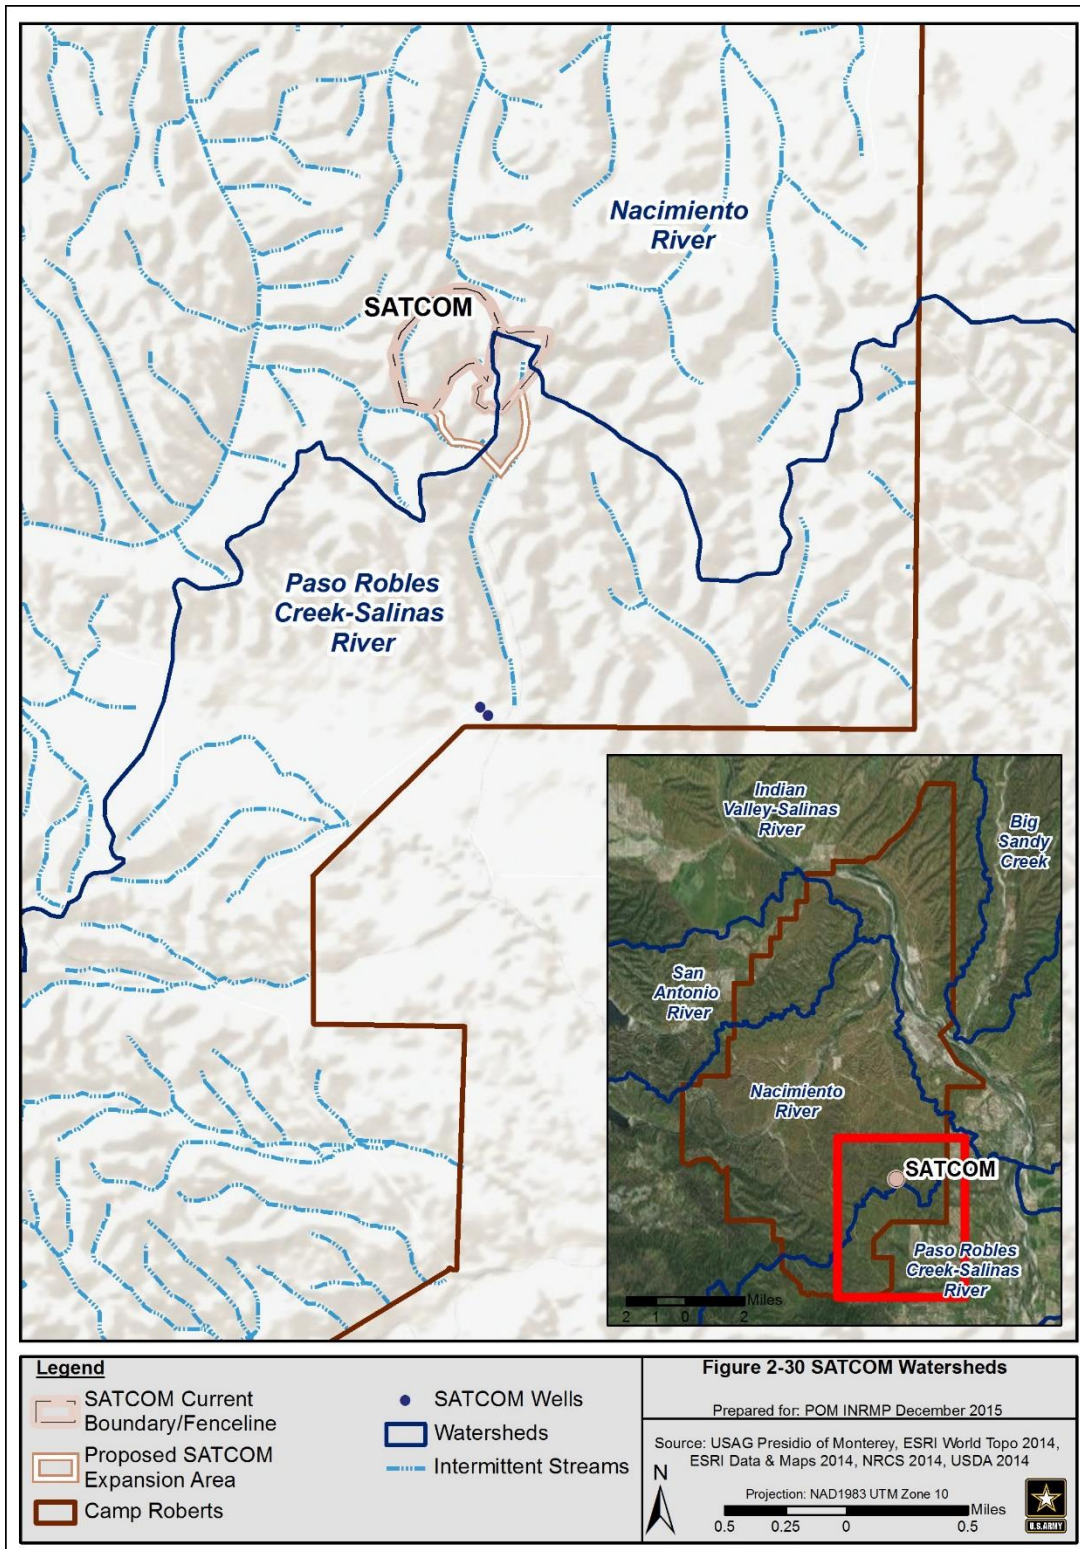 Nacimiento
River
SATCOM
Paso Robles
Creek-Salinas
River
Indian
Valley-Salinas
River
Big
Sandy
Creek
San
Antonio
River
Nacimiento
River
SATCOM
Paso Robles
Creek-Salinas
River
Miles
2 1 0 2
Legend
SATCOM Current
Boundary/Fenceline
Proposed SATCOM
Expansion Area
Camp Roberts
SATCOM Wells
Watersheds
Intermittent Streams
Figure 2-30 SATCOM Watersheds
Prepared for: POM INRMP December 2015
Source: USAG Presidio of Monterey, ESRI World Topo 2014,
ESRI Data & Maps 2014, NRCS 2014, USDA 2014
N
Projection: NAD1983 UTM Zone 10
Miles
0.5 0.25 0 0.5
U.S.ARMY